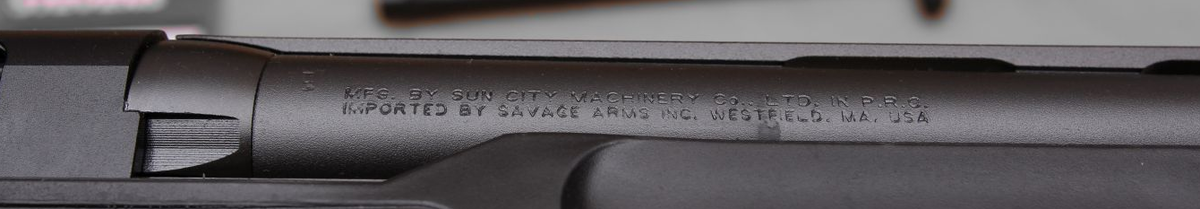 MFG. BY SUN CITY MACHINERY Co., LTD. IN P.R.C.
IMPORTED BY SAVAGE ARMS INC. WESTFIELD, MA, USA